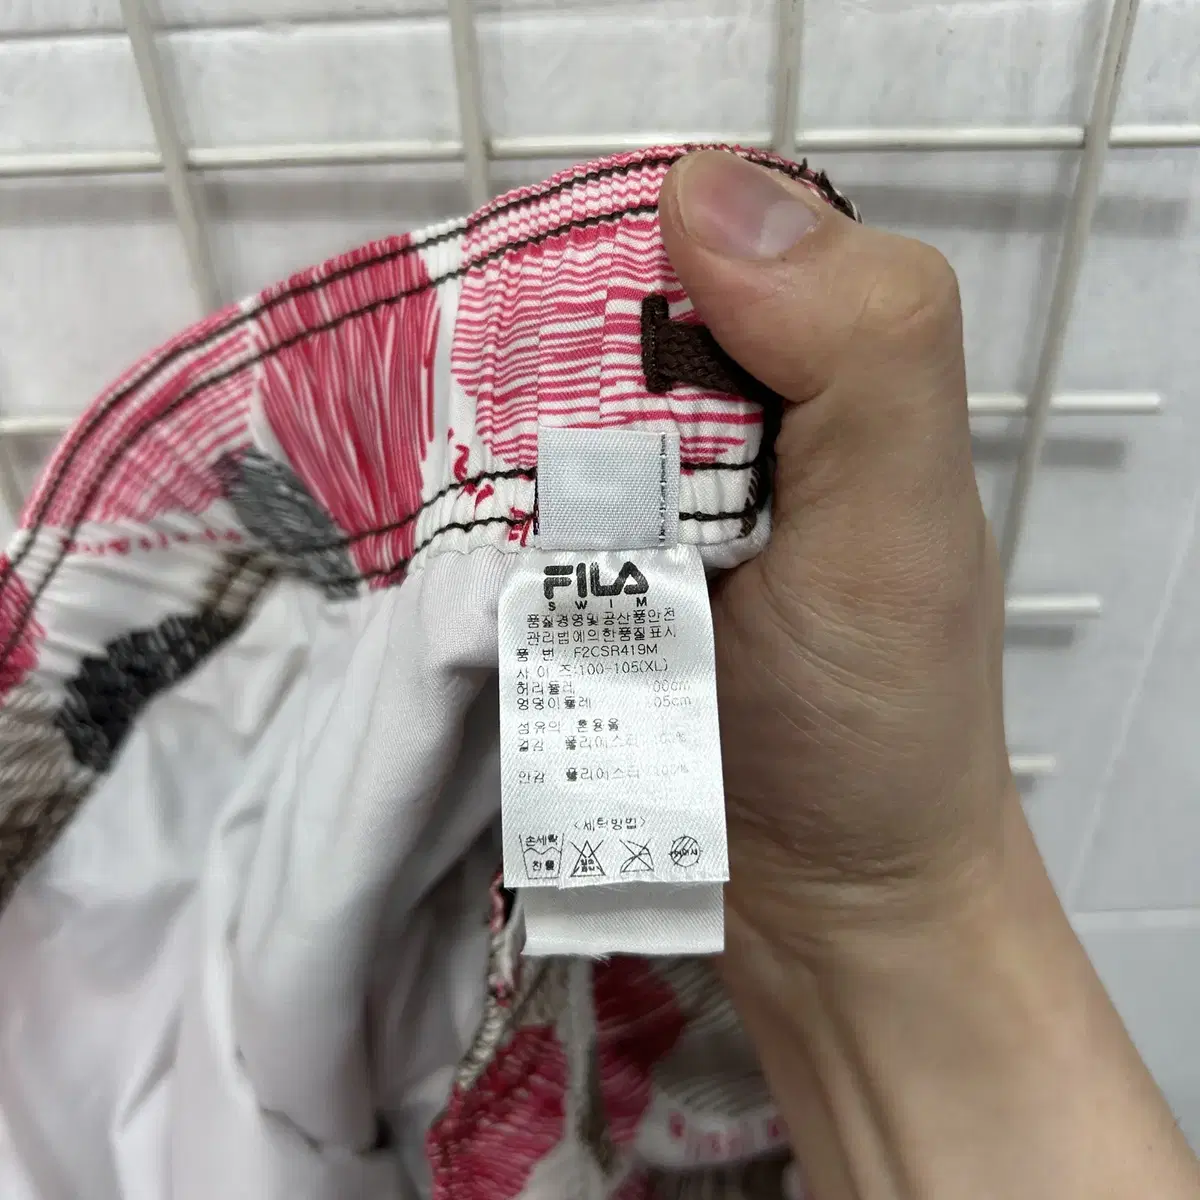 FILA
SWIM
품질경영및공산품안전
관리법에의한품질표시
품 번 F2CSR419M
사 이 즈:100-105(XL)
허리둘레 cm
엉덩이둘레 05cm
섬유의 혼용율
겉감 폴리에스터
안감 폴리에스터 100%
<세탁방법>
손세탁
찬물